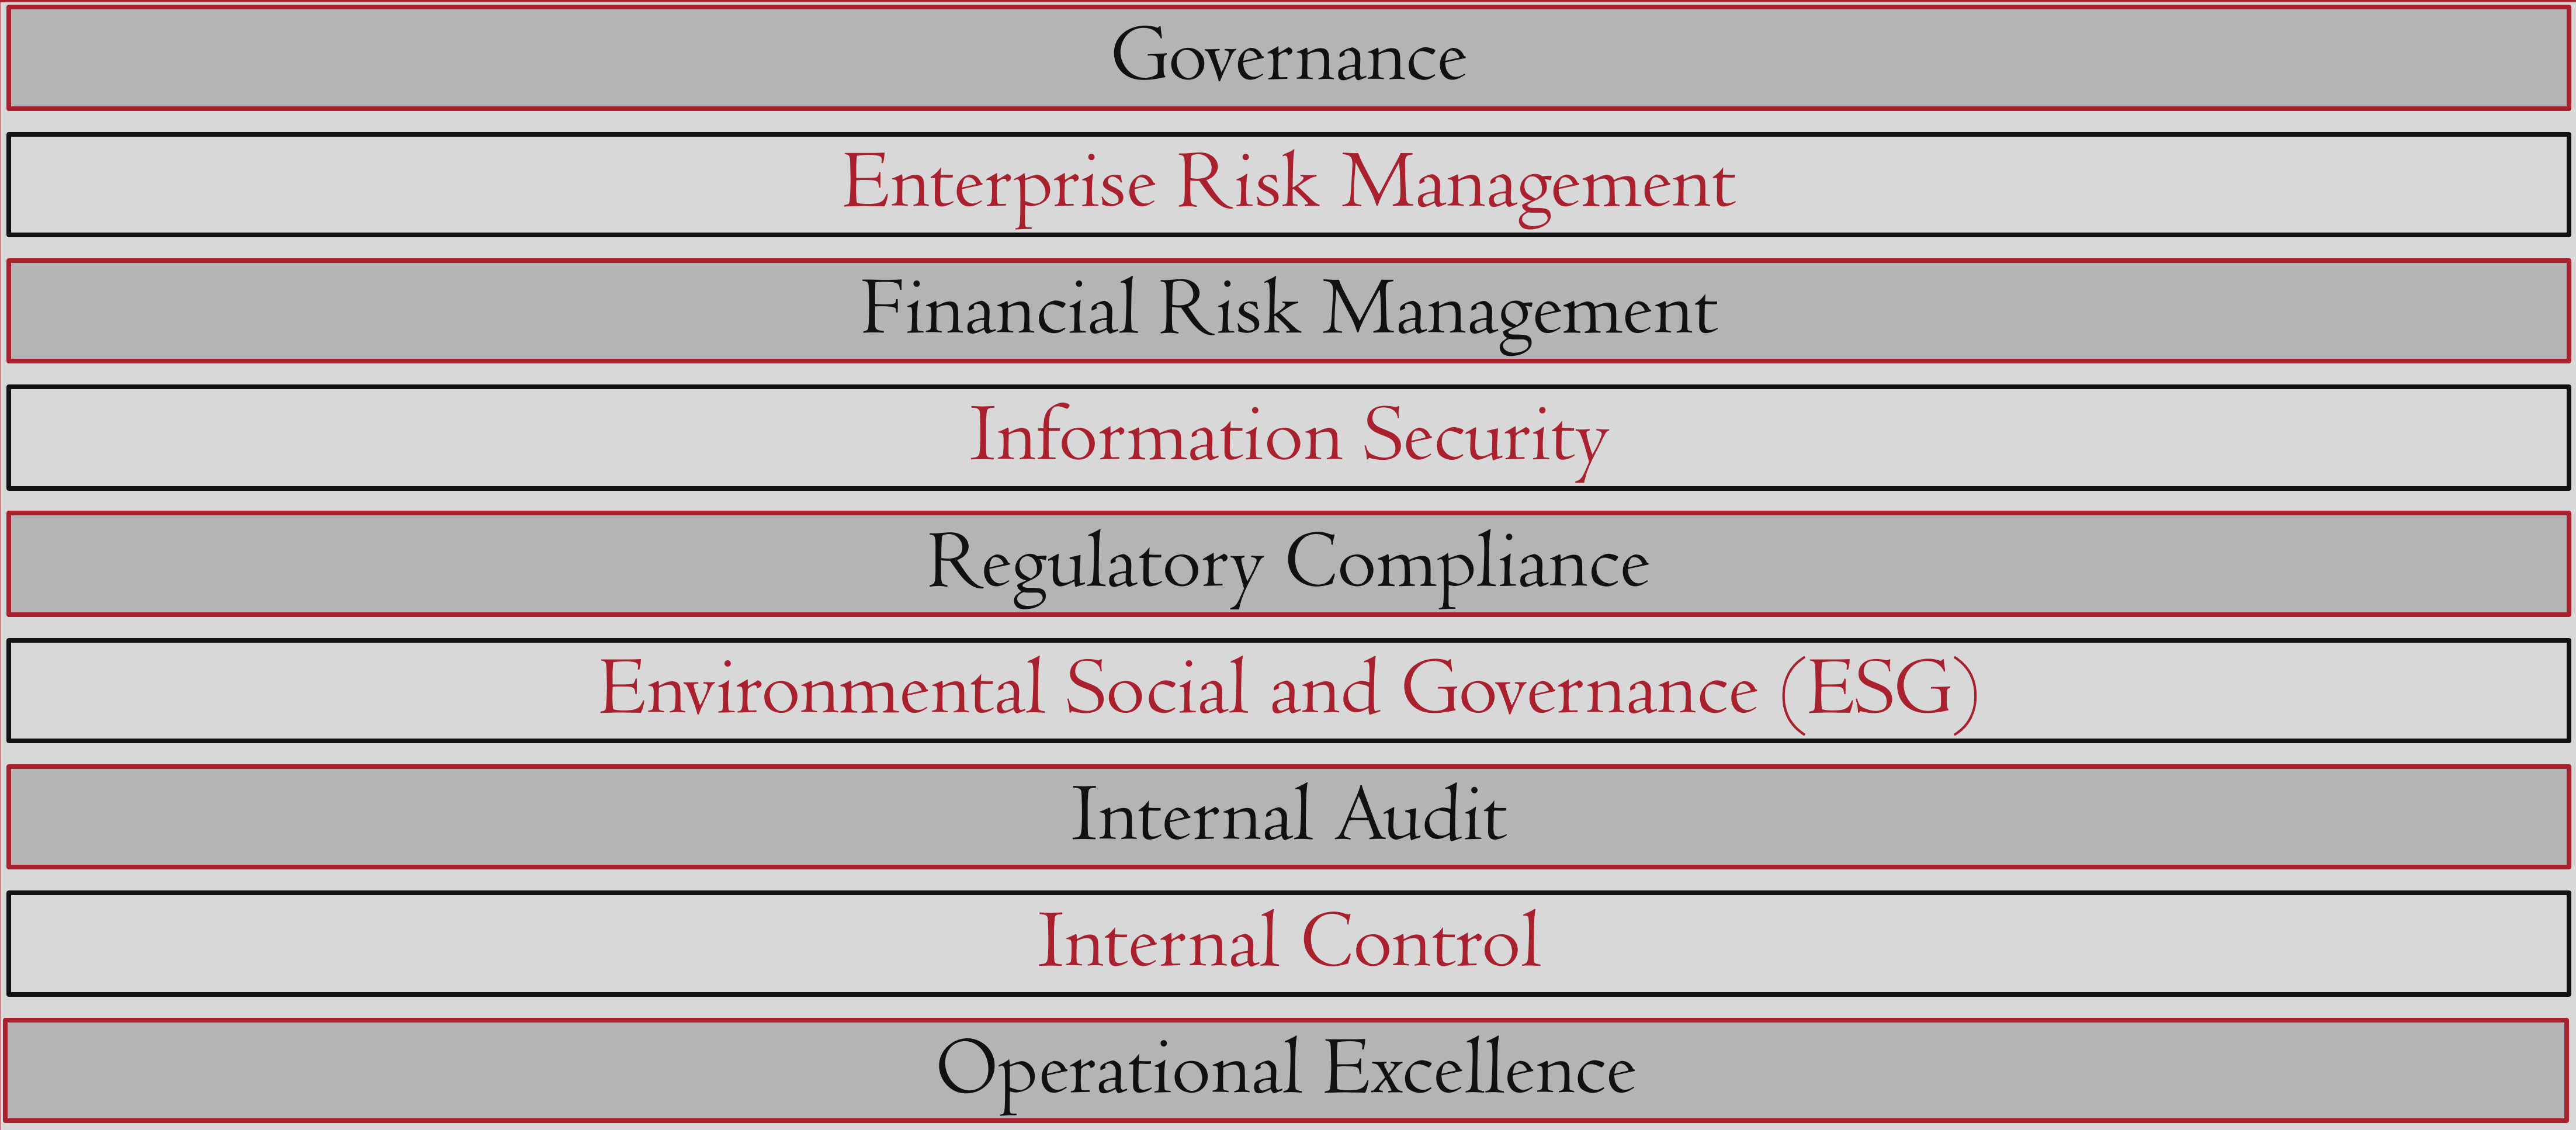 Governance
Enterprise Risk Management
Financial Risk Management
Information Security
Regulatory Compliance
Environmental Social and Governance (ESG)
Internal Audit
Internal Control
Operational Excellence